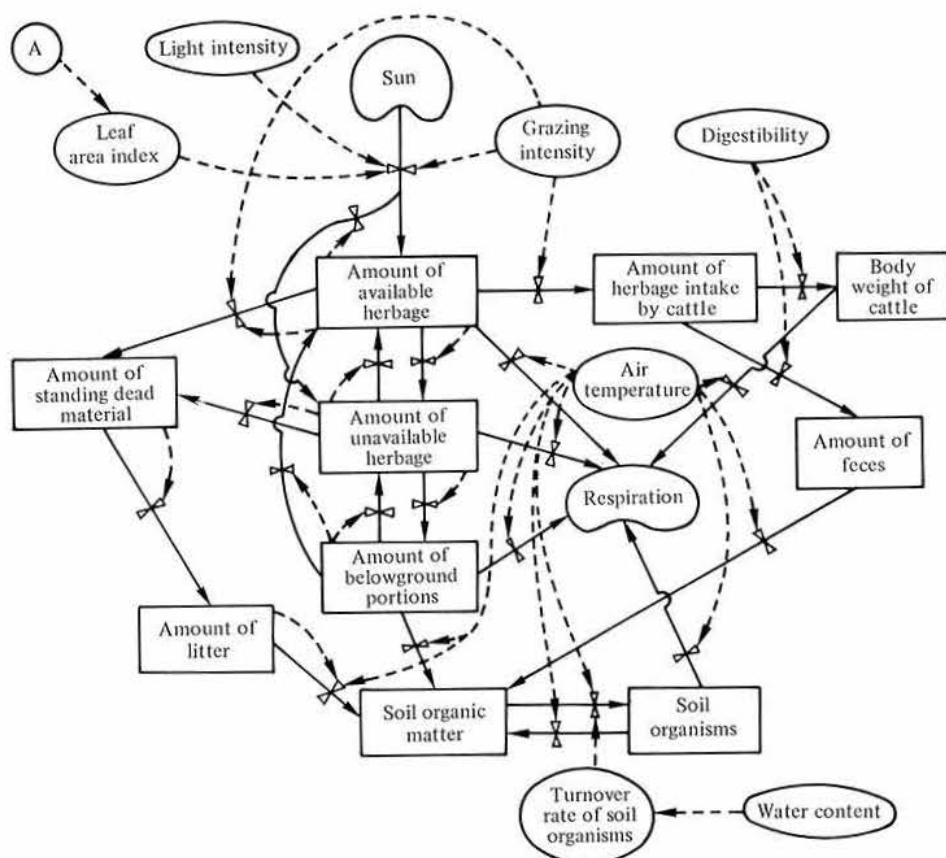 A
Light intensity
Sun
Leaf
area index
Grazing
intensity
Digestibility
Amount of
available herbage
Amount of
herbage intake
by cattle
Body
weight of
cattle
Amount of
standing dead
material
Air
temperature
Amount of
unavailable
herbage
Amount of
feces
Respiration
Amount of
belowground
portions
Amount of
litter
Soil organic
matter
Soil
organisms
Turnover
rate of soil
organisms
Water content